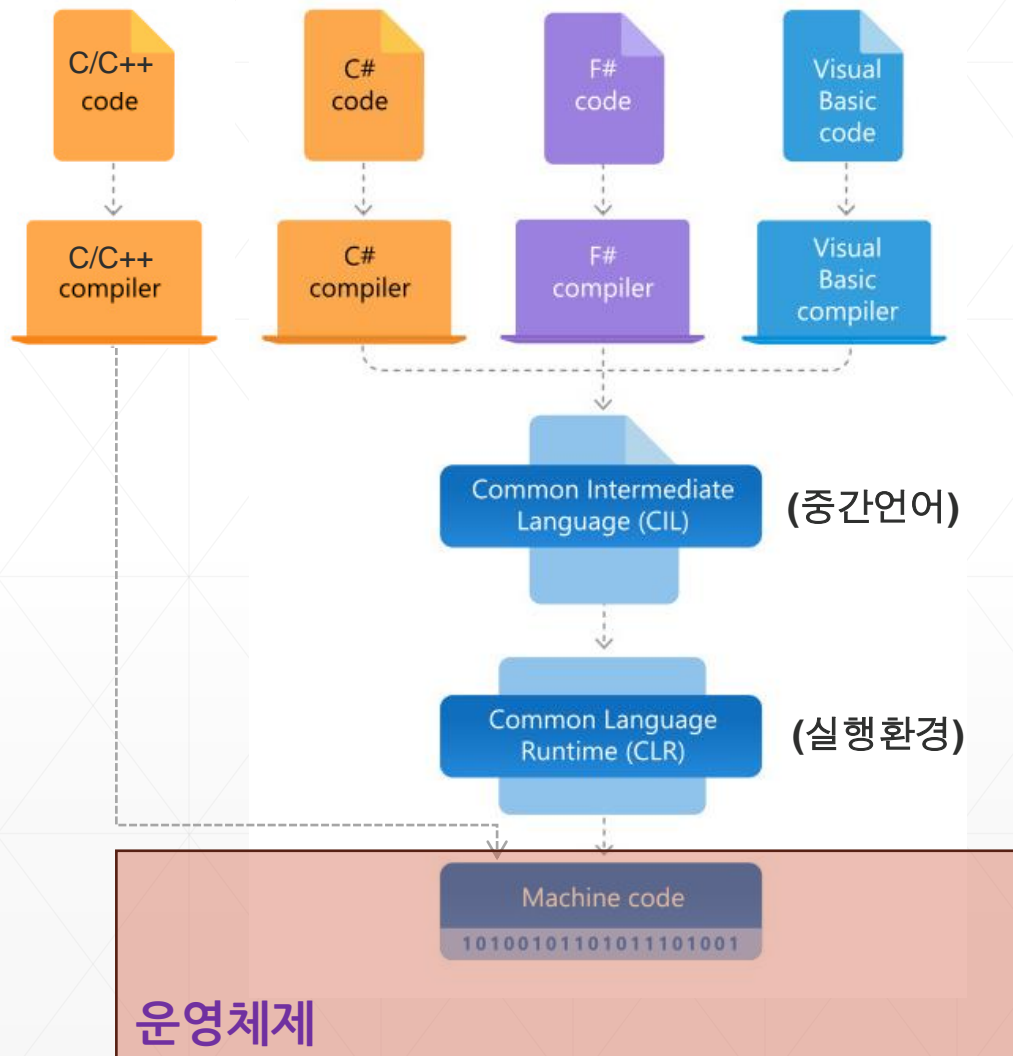 C/C++
code
C#
code
F#
code
Visual
Basic
code
C/C++
compiler
C#
compiler
F#
compiler
Visual
Basic
compiler
Common Intermediate
Language (CIL)
(중간언어)
Common Language
Runtime (CLR)
(실행환경)
Machine code
10100101101011101001
운영체제